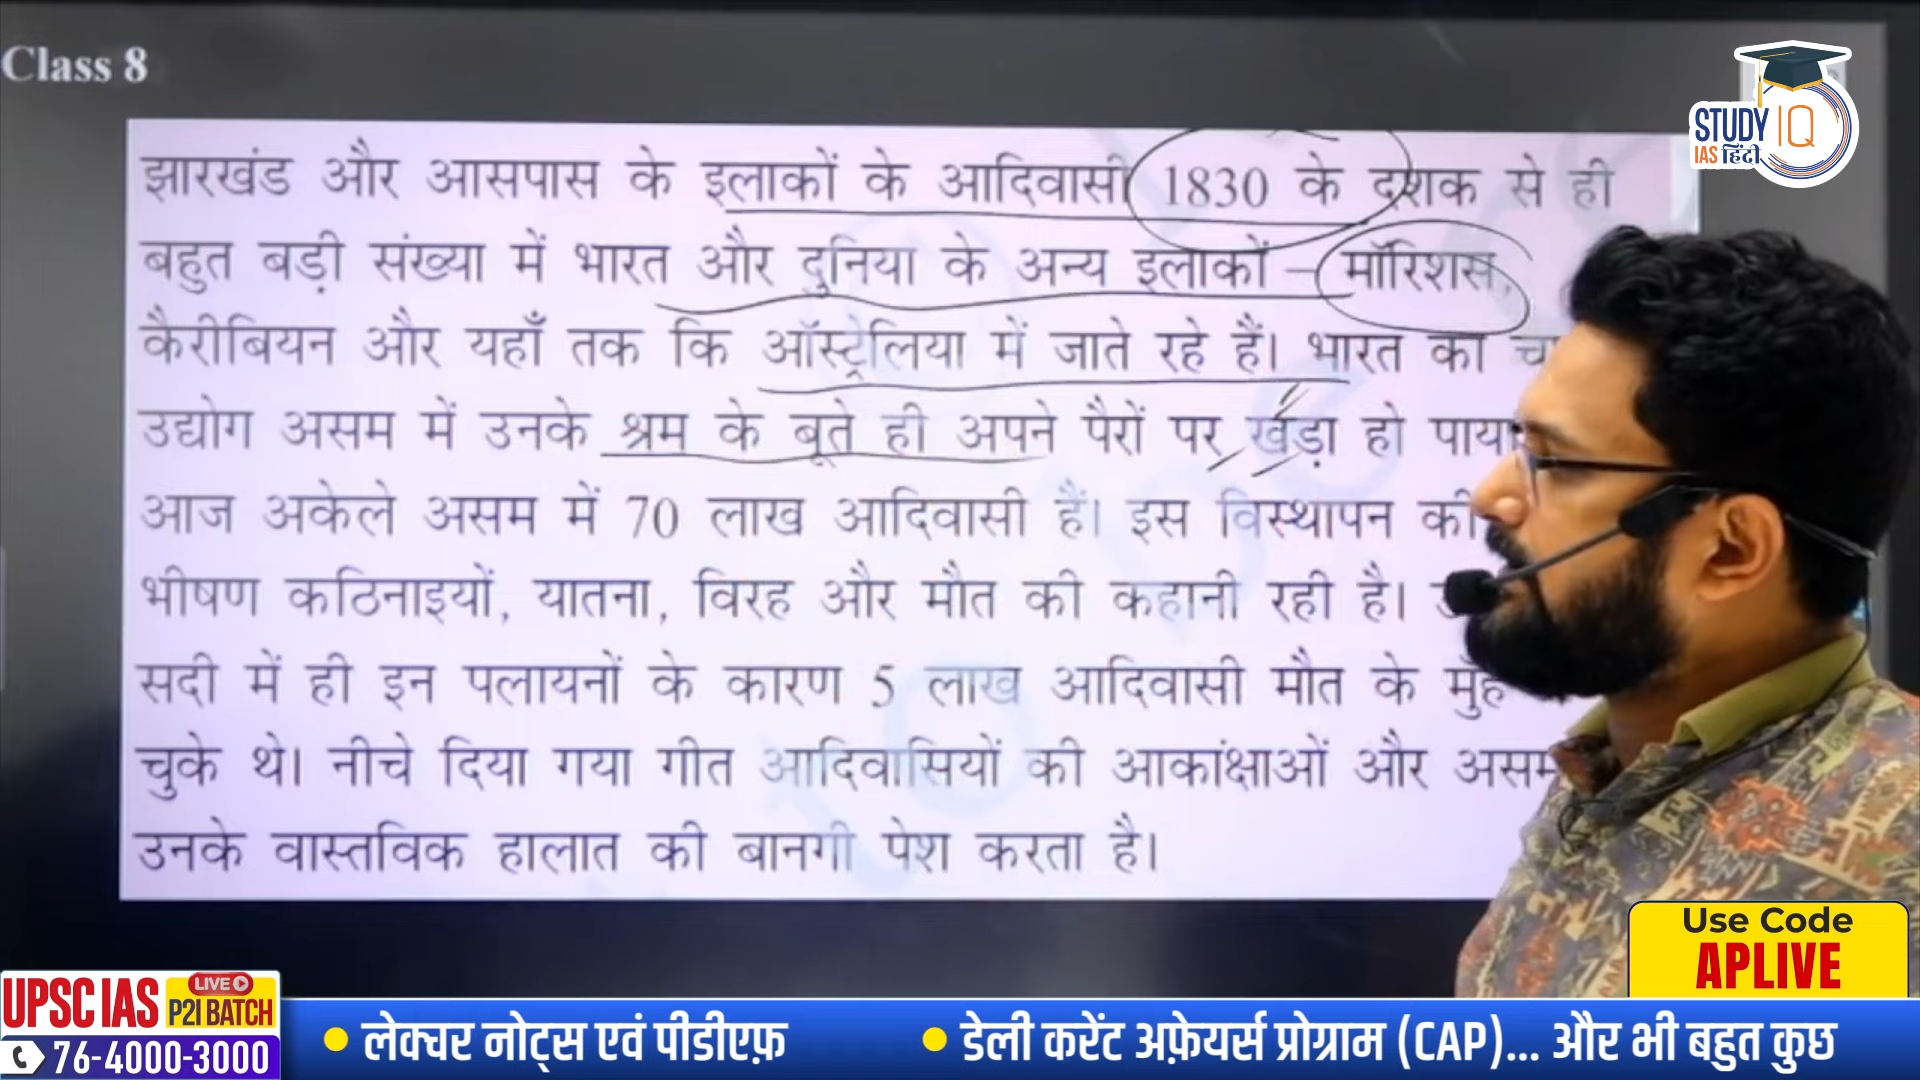 Class 8
STUDY IQ
IAS हिंदी
झारखंड और आसपास के इलाकों के आदिवासी 1830 के दशक से ही
बहुत बड़ी संख्या में भारत और दुनिया के अन्य इलाकों – मॉरिशस,
कैरीबियन और यहाँ तक कि ऑस्ट्रेलिया में जाते रहे हैं। भारत का
उद्योग असम में उनके श्रम के बूते ही अपने पैरों पर खड़ा हो पाया
आज अकेले असम में 70 लाख आदिवासी हैं। इस विस्थापन की
भीषण कठिनाइयों, यातना, विरह और मौत की कहानी रही है।
सदी में ही इन पलायनों के कारण 5 लाख आदिवासी मौत के मुँह
चुके थे। नीचे दिया गया गीत आदिवासियों की आकांक्षाओं और असम
उनके वास्तविक हालात की बानगी पेश करता है।
Use Code
APLIVE
UPSC IAS LIVE P2I BATCH
76-4000-3000
लेक्चर नोट्स एवं पीडीएफ़
डेली करेंट अफ़ेयर्स प्रोग्राम (CAP)... और भी बहुत कुछ